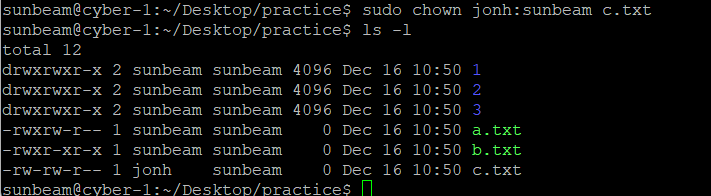 sunbeam@cyber-1:~/Desktop/practice$ sudo chown jonh:sunbeam c.txt
sunbeam@cyber-1:~/Desktop/practice$ ls -l
total 12
drwxrwxr-x 2 sunbeam sunbeam 4096 Dec 16 10:50 1
drwxrwxr-x 2 sunbeam sunbeam 4096 Dec 16 10:50 2
drwxrwxr-x 2 sunbeam sunbeam 4096 Dec 16 10:50 3
-rwxrw-r-- 1 sunbeam sunbeam    0 Dec 16 10:50 a.txt
-rwxr-xr-x 1 sunbeam sunbeam    0 Dec 16 10:50 b.txt
-rw-rw-r-- 1 jonh    sunbeam    0 Dec 16 10:50 c.txt
sunbeam@cyber-1:~/Desktop/practice$